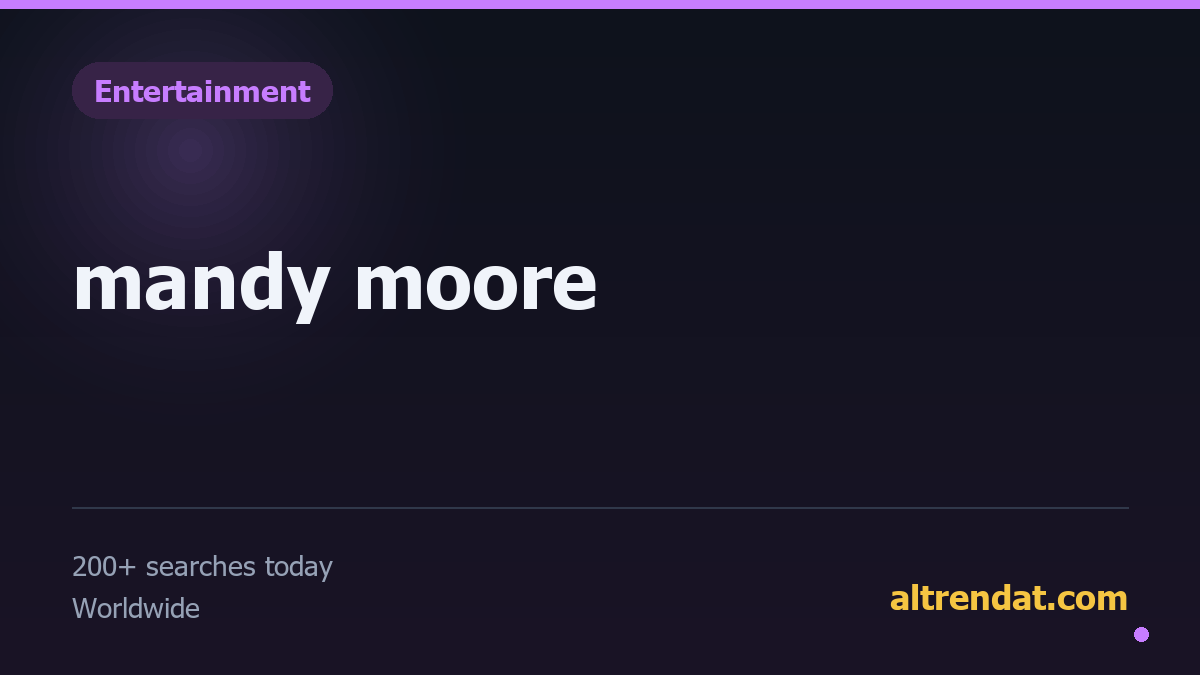 Entertainment
mandy moore
200+ searches today
Worldwide
altrendat.com